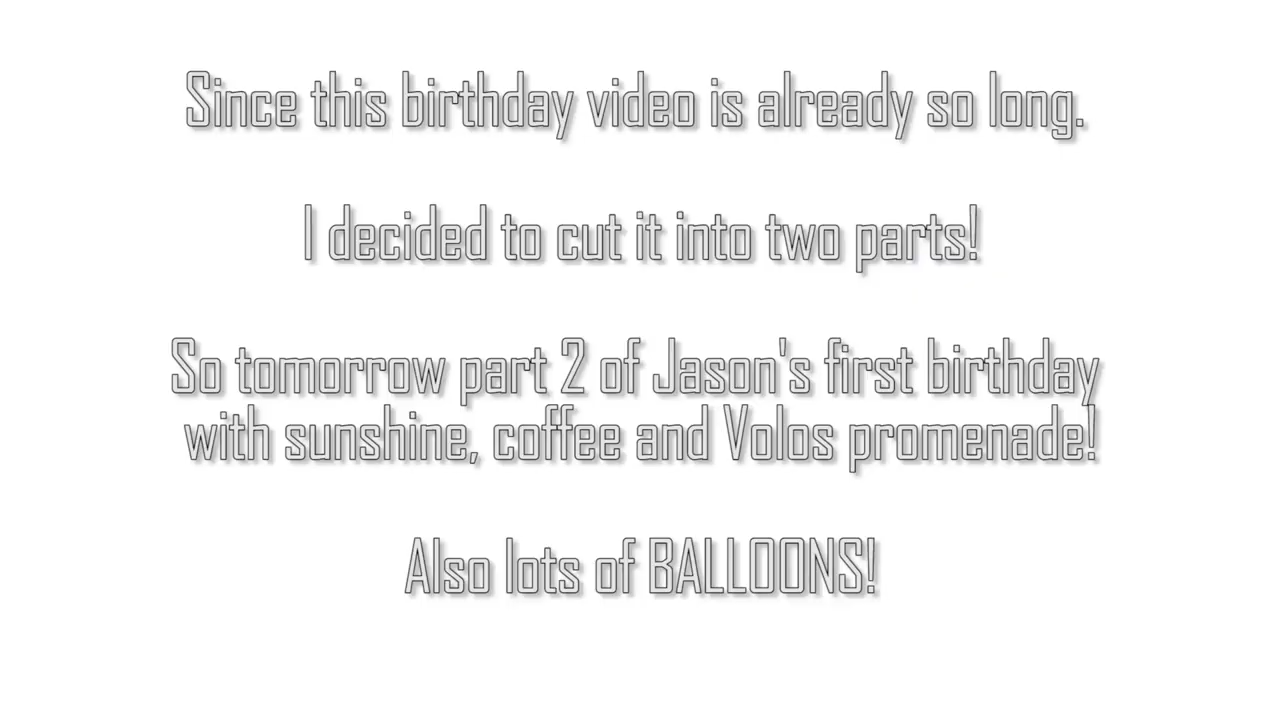 Since this birthday video is already so long.
I decided to cut it into two parts!
So tomorrow part 2 of Jason's first birthday
with sunshine, coffee and Volos promenade!
Also lots of BALLOONS!